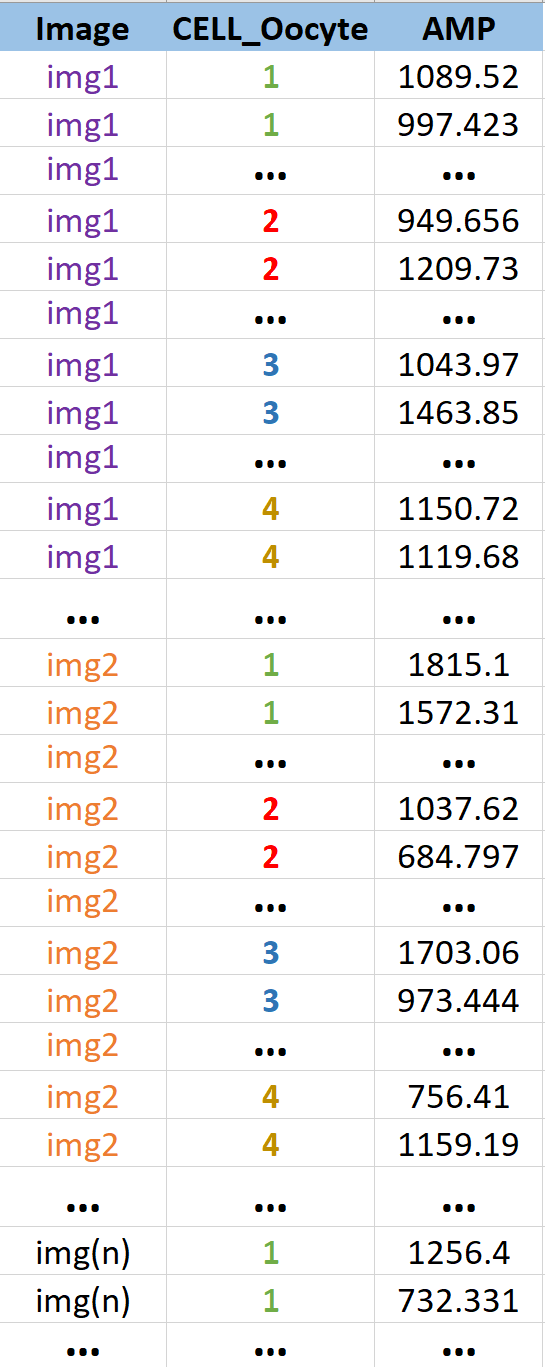 Image CELL_Oocyte AMP
img1 1 1089.52
img1 1 997.423
img1 ... ...
img1 2 949.656
img1 2 1209.73
img1 ... ...
img1 3 1043.97
img1 3 1463.85
img1 ... ...
img1 4 1150.72
img1 4 1119.68
... ... ...
img2 1 1815.1
img2 1 1572.31
img2 ... ...
img2 2 1037.62
img2 2 684.797
img2 ... ...
img2 3 1703.06
img2 3 973.444
img2 ... ...
img2 4 756.41
img2 4 1159.19
... ... ...
img(n) 1 1256.4
img(n) 1 732.331
... ... ...